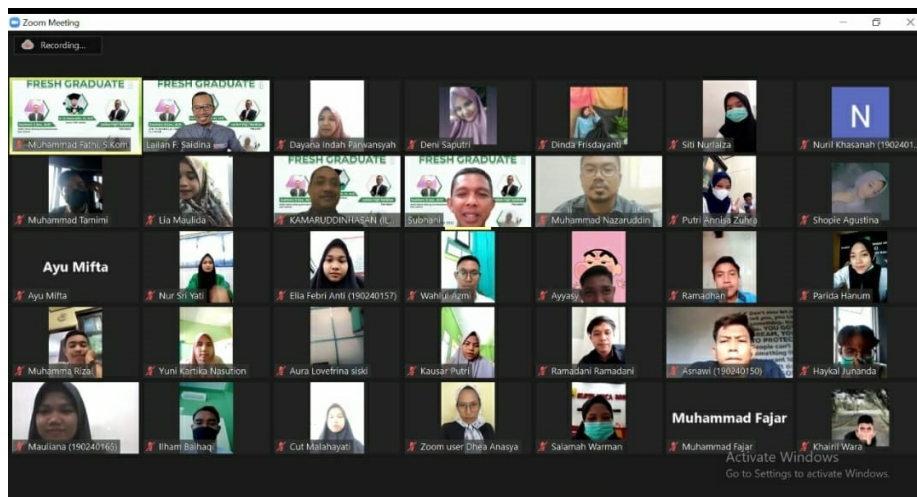 Zoom Meeting
Recording...
FRESH GRADUATE
Muhammad Fathi, S.Kom
FRESH GRADUATE
Lailan F. Saidina
Dayana Indah Parwansyah
Deni Saputri
Dinda Frisdayanti
Siti Nurlaiza
N
Nuril Khasanah (1902401...
Muhammad Tamimi
Lia Maulida
FRESH GRADUATE
KAMARUDDINHASAN (IL...
FRESH GRADUATE
Subhani
Muhammad Nazaruddin
Putri Annisa Zuhra
Shopie Agustina
Ayu Mifta
Ayu Mifta
Nur Sri Yati
Elia Febri Anti (190240157)
Wahlul Azmi
Ayyasy
Ramadhan
Parida Hanum
Muhamma Rizal
Yuni Kartika Nasution
Aura Lovefrina siski
Kausar Putri
Ramadani Ramadani
Asnawi (190240150)
Haykal Junanda
Mauliana (190240165)
Ilham Baihaqi
Cut Malahayati
Zoom user Dhea Anasya
Salamah Warman
Muhammad Fajar
Muhammad Fajar
Khairil Wara
Activate Windows
Go to Settings to activate Windows.